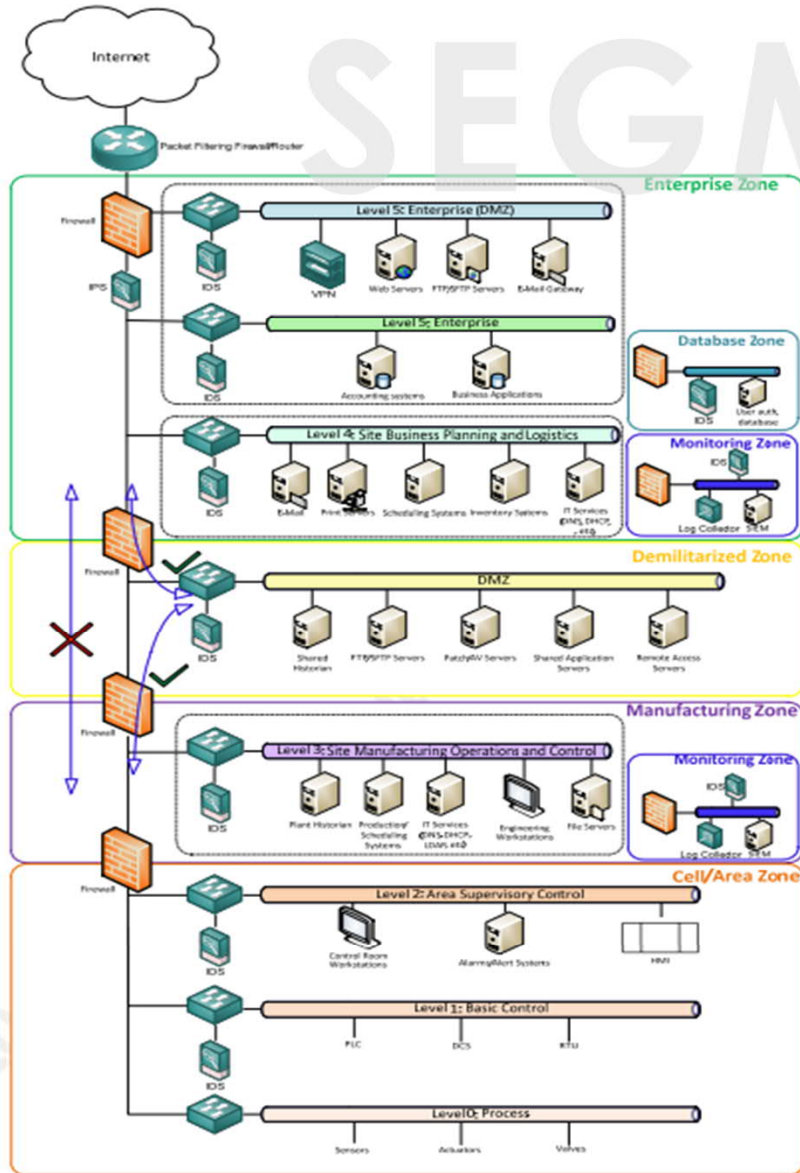 SEGM
Internet
Packet Filtering Firewall/Router
Enterprise Zone
Firewall
Level 5: Enterprise (DMZ)
IDS
VPN
Web Servers
FTP/SFTP Servers
E-Mail Gateway
IPS
Level 5: Enterprise
IDS
Accounting systems
Business Applications
Database Zone
IDS
User auth,
database
Level 4: Site Business Planning and Logistics
IDS
E-Mail
Print Servers
Scheduling Systems
Inventory Systems
IT Services
(DNS, DHCP,
, etc)
Monitoring Zone
IDS
Log Collector
SIEM
Firewall
Demilitarized Zone
DMZ
IDS
Shared
Historian
FTP/SFTP Servers
Patch/AV Servers
Shared Application
Servers
Remote Access
Servers
Firewall
Manufacturing Zone
Level 3: Site Manufacturing Operations and Control
IDS
Plant Historian
Production/
Scheduling
Systems
IT Services
(DNS, DHCP,
LDAP, etc)
Engineering
Workstations
File Servers
Monitoring Zone
IDS
Log Collector
SIEM
Firewall
Cell/Area Zone
Level 2: Area Supervisory Control
IDS
Control Room
Workstations
Alarms/Alert Systems
HMI
Level 1: Basic Control
IDS
PLC
DCS
RTU
Level 0: Process
Sensors
Actuators
Valves